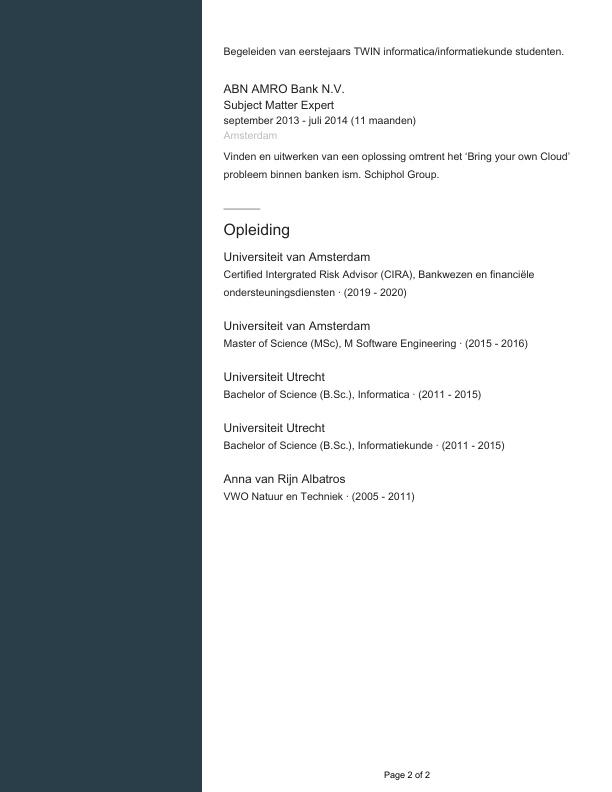 Begeleiden van eerstejaars TWIN informatica/informatiekunde studenten.
ABN AMRO Bank N.V.
Subject Matter Expert
september 2013 - juli 2014 (11 maanden)
Amsterdam
Vinden en uitwerken van een oplossing omtrent het ‘Bring your own Cloud’
probleem binnen banken ism. Schiphol Group.
Opleiding
Universiteit van Amsterdam
Certified Intergrated Risk Advisor (CIRA), Bankwezen en financiële
ondersteuningsdiensten · (2019 - 2020)
Universiteit van Amsterdam
Master of Science (MSc), M Software Engineering · (2015 - 2016)
Universiteit Utrecht
Bachelor of Science (B.Sc.), Informatica · (2011 - 2015)
Universiteit Utrecht
Bachelor of Science (B.Sc.), Informatiekunde · (2011 - 2015)
Anna van Rijn Albatros
VWO Natuur en Techniek · (2005 - 2011)
Page 2 of 2